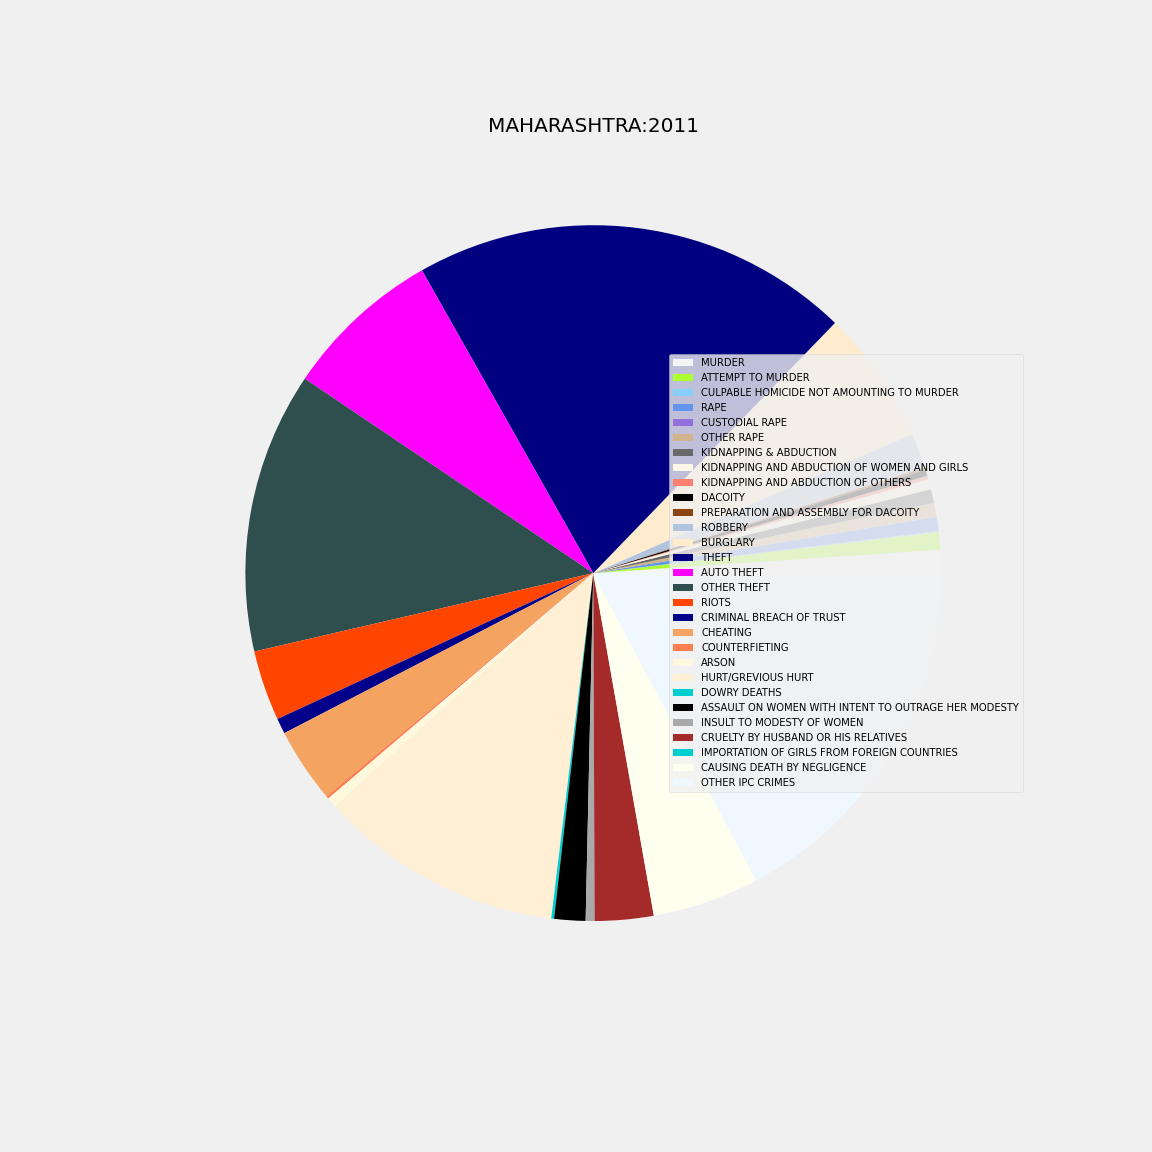 MAHARASHTRA:2011
MURDER
ATTEMPT TO MURDER
CULPABLE HOMICIDE NOT AMOUNTING TO MURDER
RAPE
CUSTODIAL RAPE
OTHER RAPE
KIDNAPPING & ABDUCTION
KIDNAPPING AND ABDUCTION OF WOMEN AND GIRLS
KIDNAPPING AND ABDUCTION OF OTHERS
DACOITY
PREPARATION AND ASSEMBLY FOR DACOITY
ROBBERY
BURGLARY
THEFT
AUTO THEFT
OTHER THEFT
RIOTS
CRIMINAL BREACH OF TRUST
CHEATING
COUNTERFIETING
ARSON
HURT/GREVIOUS HURT
DOWRY DEATHS
ASSAULT ON WOMEN WITH INTENT TO OUTRAGE HER MODESTY
INSULT TO MODESTY OF WOMEN
CRUELTY BY HUSBAND OR HIS RELATIVES
IMPORTATION OF GIRLS FROM FOREIGN COUNTRIES
CAUSING DEATH BY NEGLIGENCE
OTHER IPC CRIMES